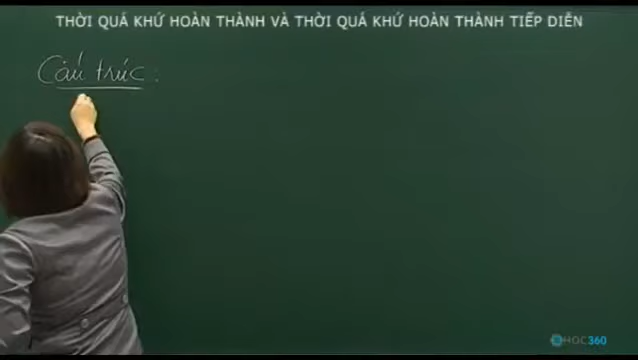 THỜI QUÁ KHỨ HOÀN THÀNH VÀ THỜI QUÁ KHỨ HOÀN THÀNH TIẾP DIỄN
Cấu trúc :
HOC360